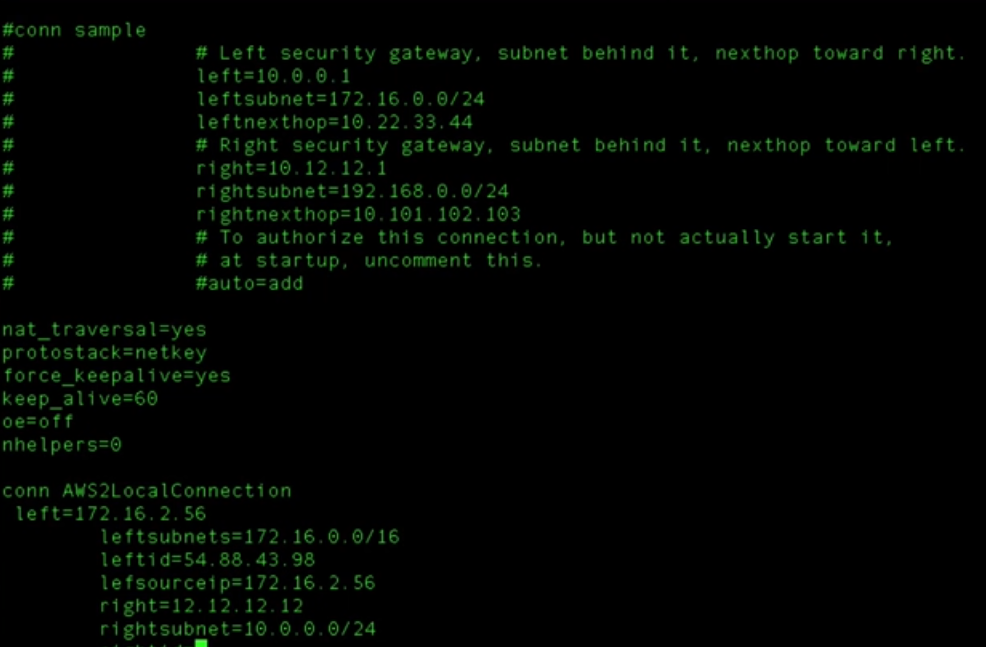 #conn sample
# # Left security gateway, subnet behind it, nexthop toward right.
# left=10.0.0.1
# leftsubnet=172.16.0.0/24
# leftnexthop=10.22.33.44
# # Right security gateway, subnet behind it, nexthop toward left.
# right=10.12.12.1
# rightsubnet=192.168.0.0/24
# rightnexthop=10.101.102.103
# # To authorize this connection, but not actually start it,
# # at startup, uncomment this.
# #auto=add
nat_traversal=yes
protostack=netkey
force_keepalive=yes
keep_alive=60
oe=off
nhelpers=0
conn AWS2LocalConnection
left=172.16.2.56
leftsubnets=172.16.0.0/16
leftid=54.88.43.98
lefsourceip=172.16.2.56
right=12.12.12.12
rightsubnet=10.0.0.0/24